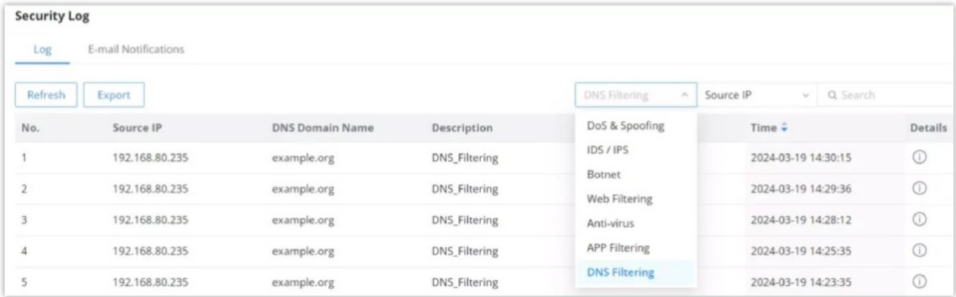 Security Log
Log E-mail Notifications
Refresh Export DNS Filtering Source IP Search
No. Source IP DNS Domain Name Description Time Details
DoS & Spoofing
IDS / IPS
Botnet
Web Filtering
Anti-virus
APP Filtering
DNS Filtering
1 192.168.80.235 example.org DNS_Filtering 2024-03-19 14:30:15
2 192.168.80.235 example.org DNS_Filtering 2024-03-19 14:29:36
3 192.168.80.235 example.org DNS_Filtering 2024-03-19 14:28:12
4 192.168.80.235 example.org DNS_Filtering 2024-03-19 14:25:35
5 192.168.80.235 example.org DNS_Filtering 2024-03-19 14:23:35